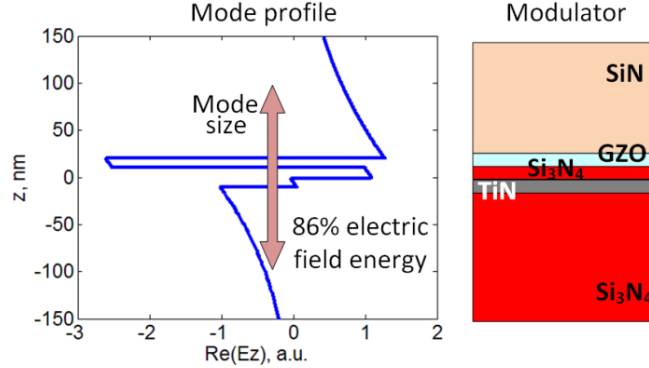 Mode profile
Modulator
150
100
50
0
-50
-100
-150
z, nm
Mode
size
86% electric
field energy
-3
-2
-1
0
1
2
Re(Ez), a.u.
SiN
GZO
Si₃N₄
TiN
Si₃N₄